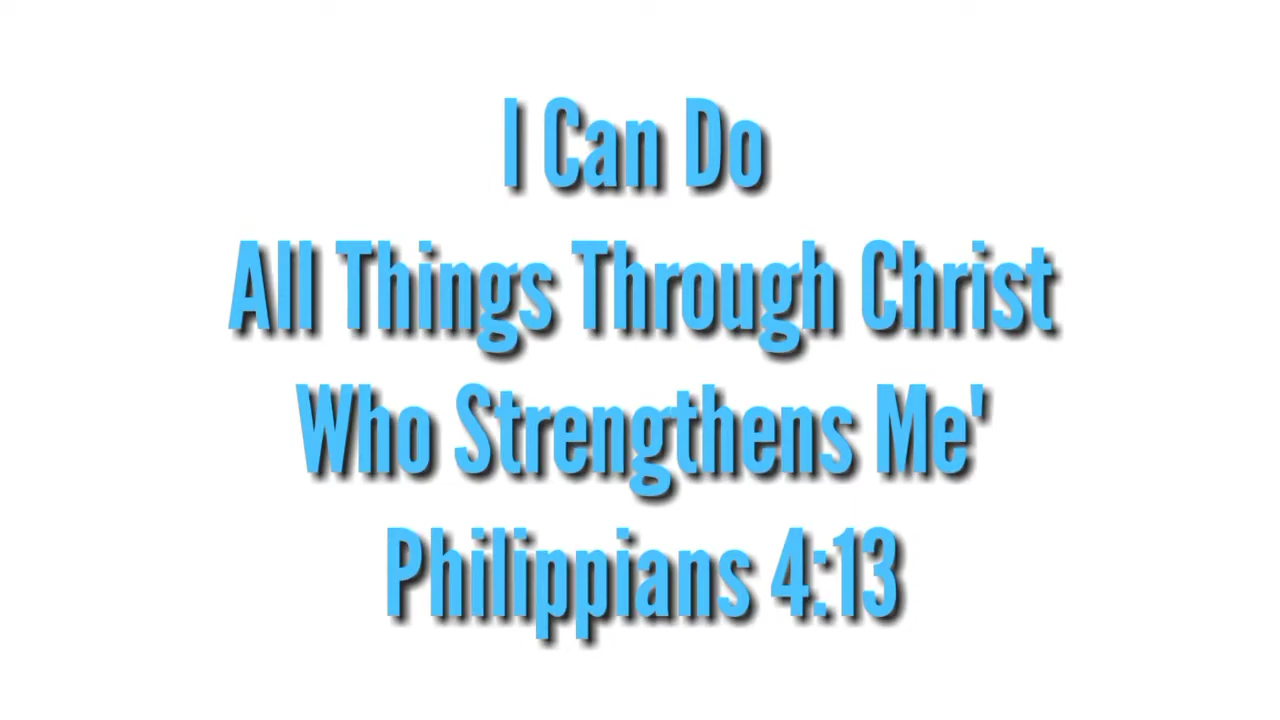 I Can Do
All Things Through Christ
Who Strengthens Me'
Philippians 4:13